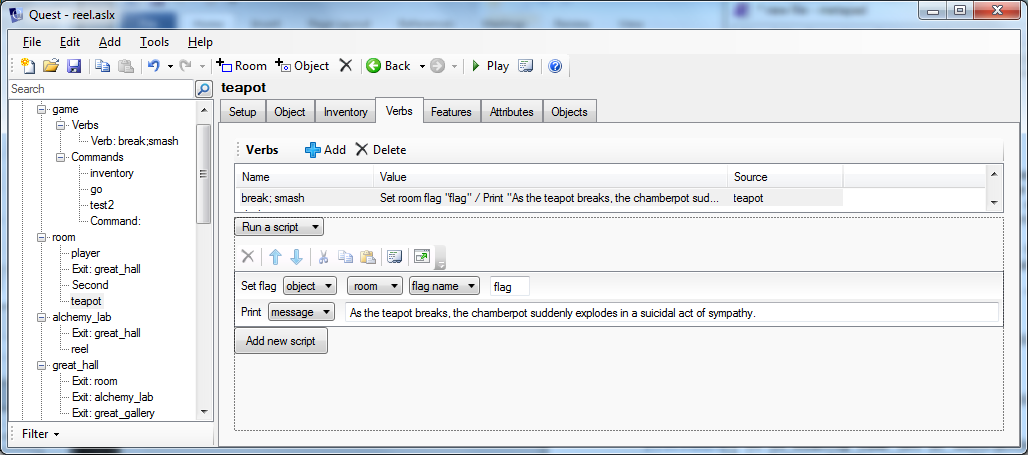 Quest - reel.aslx
File Edit Add Tools Help
Room Object Back Play
Search
game
Verbs
Verb: break;smash
Commands
inventory
go
test2
Command:
room
player
Exit: great_hall
Second
teapot
alchemy_lab
Exit: great_hall
reel
great_hall
Exit: room
Exit: alchemy_lab
Exit: great_gallery
Filter
teapot
Setup Object Inventory Verbs Features Attributes Objects
Verbs Add Delete
Name Value Source
break; smash Set room flag "flag" / Print "As the teapot breaks, the chamberpot sud... teapot
Run a script
Set flag object room flag name flag
Print message As the teapot breaks, the chamberpot suddenly explodes in a suicidal act of sympathy.
Add new script